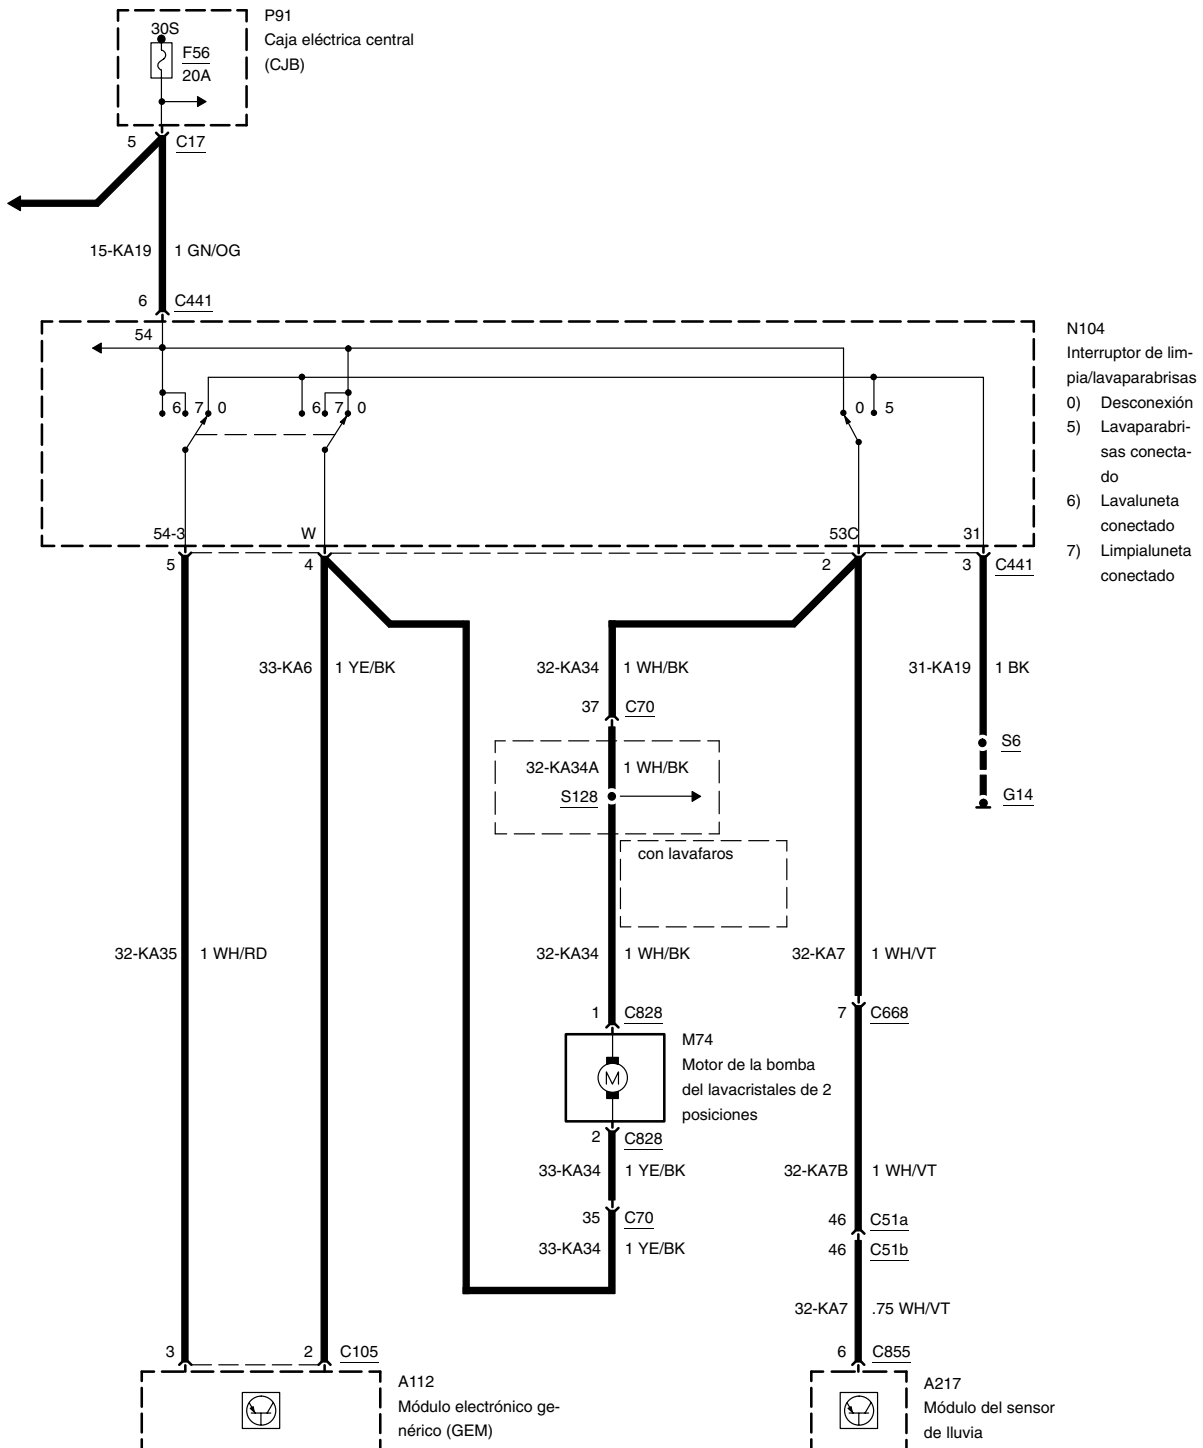 P91
Caja eléctrica central
(CJB)
30S
F56
20A
5 C17
15-KA19 1 GN/OG
6 C441
54
N104
Interruptor de lim-
pia/lavaparabrisas
0) Desconexión
5) Lavaparabri-
sas conecta-
do
6) Lavaluneta
conectado
7) Limpialuneta
conectado
6 7 0 6 7 0 0 5
54-3 W 53C 31
5 4 2 3 C441
33-KA6 1 YE/BK 32-KA34 1 WH/BK 31-KA19 1 BK
37 C70
S6
32-KA34A 1 WH/BK
S128
G14
con lavafaros
32-KA35 1 WH/RD 32-KA34 1 WH/BK 32-KA7 1 WH/VT
1 C828 7 C668
M74
Motor de la bomba
del lavacristales de 2
posiciones
M
2 C828
33-KA34 1 YE/BK 32-KA7B 1 WH/VT
35 C70 46 C51a
33-KA34 1 YE/BK 46 C51b
32-KA7 .75 WH/VT
3 2 C105 6 C855
A112
Módulo electrónico ge-
nérico (GEM)
A217
Módulo del sensor
de lluvia